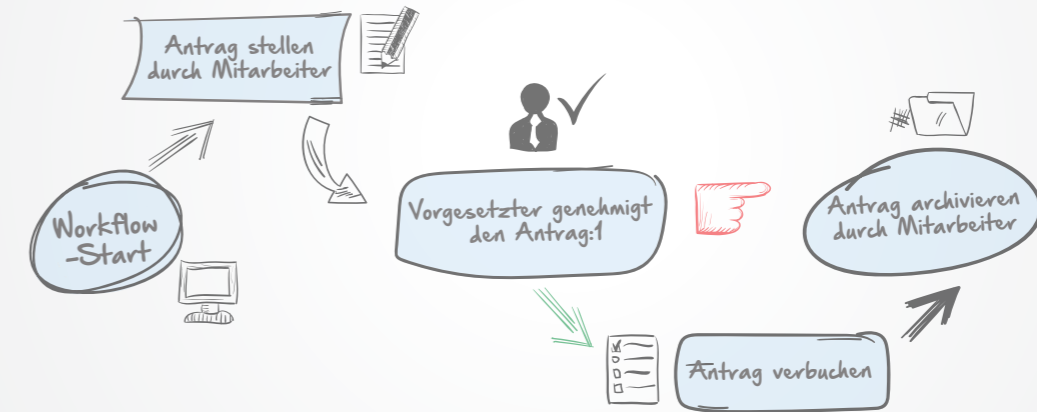 Antrag stellen
durch Mitarbeiter
Workflow
-Start
Vorgesetzter genehmigt
den Antrag:1
Antrag archivieren
durch Mitarbeiter
Antrag verbuchen